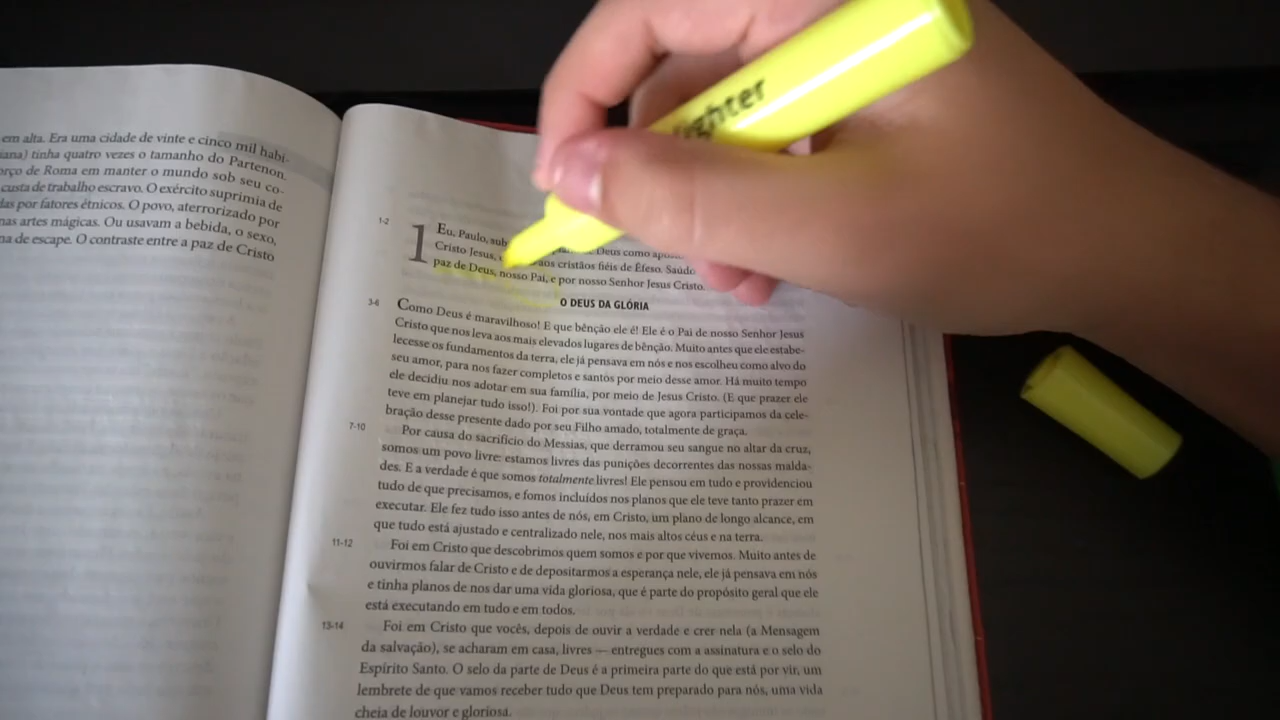 em alta. Era uma cidade de vinte e cinco mil habi-
tinha quatro vezes o tamanho do Partenon.
de Roma em manter o mundo sob seu co-
custa de trabalho escravo. O exército suprimia de
por fatores étnicos. O povo, aterrorizado por
artes mágicas. Ou usavam a bebida, o sexo,
de escape. O contraste entre a paz de Cristo
ghter
1-2
1 Eu, Paulo, sob Deus como
Cristo Jesus, aos cristãos fiéis de Éfeso.
paz de Deus, nosso Pai, e por nosso Senhor Jesus Cristo.
O DEUS DA GLÓRIA
3-6 Como Deus é maravilhoso! E que bênção ele é! Ele é o Pai de nosso Senhor Jesus
Cristo que nos leva aos mais elevados lugares de bênção. Muito antes que ele estabe-
lecesse os fundamentos da terra, ele já pensava em nós e nos escolheu como alvo do
seu amor, para nos fazer completos e santos por meio desse amor. Há muito tempo
ele decidiu nos adotar em sua família, por meio de Jesus Cristo. (E que prazer ele
teve em planejar tudo isso!). Foi por sua vontade que agora participamos da cele-
bração desse presente dado por seu Filho amado, totalmente de graça.
7-10 Por causa do sacrifício do Messias, que derramou seu sangue no altar da cruz,
somos um povo livre: estamos livres das punições decorrentes das nossas malda-
des. E a verdade é que somos totalmente livres! Ele pensou em tudo e providenciou
tudo de que precisamos, e fomos incluídos nos planos que ele teve tanto prazer em
executar. Ele fez tudo isso antes de nós, em Cristo, um plano de longo alcance, em
que tudo está ajustado e centralizado nele, nos mais altos céus e na terra.
11-12 Foi em Cristo que descobrimos quem somos e por que vivemos. Muito antes de
ouvirmos falar de Cristo e de depositarmos a esperança nele, ele já pensava em nós
e tinha planos de nos dar uma vida gloriosa, que é parte do propósito geral que ele
está executando em tudo e em todos.
13-14 Foi em Cristo que vocês, depois de ouvir a verdade e crer nela (a Mensagem
da salvação), se acharam em casa, livres — entregues com a assinatura e o selo do
Espírito Santo. O selo da parte de Deus é a primeira parte do que está por vir, um
lembrete de que vamos receber tudo que Deus tem preparado para nós, uma vida
cheia de louvor e gloriosa.